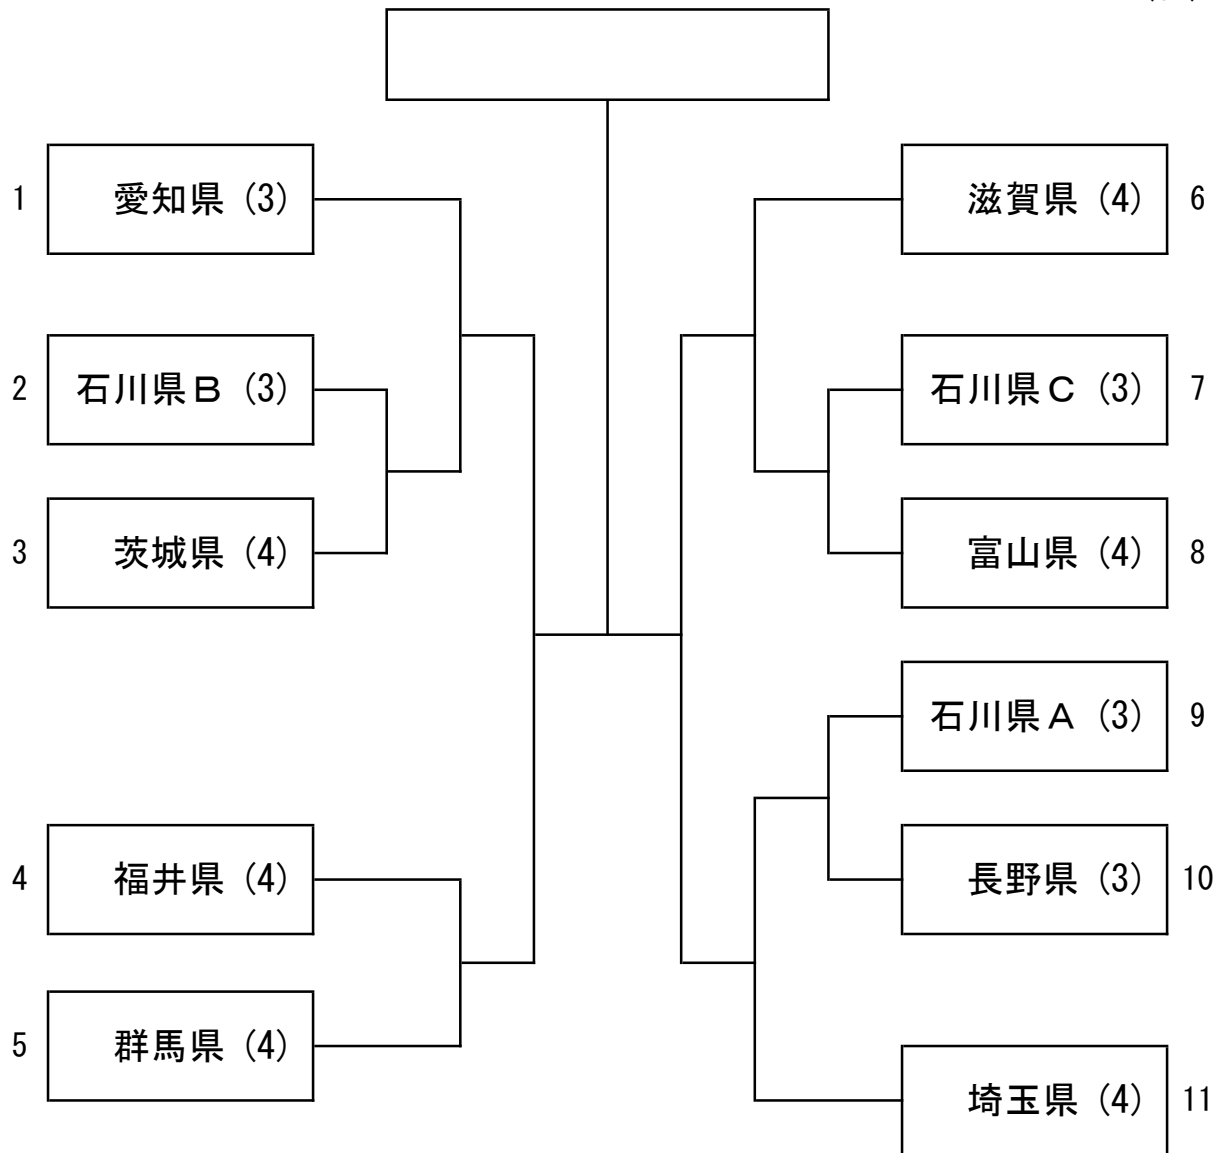 1 愛知県 (3)
2 石川県Ｂ (3)
3 茨城県 (4)
4 福井県 (4)
5 群馬県 (4)
滋賀県 (4) 6
石川県Ｃ (3) 7
富山県 (4) 8
石川県Ａ (3) 9
長野県 (3) 10
埼玉県 (4) 11